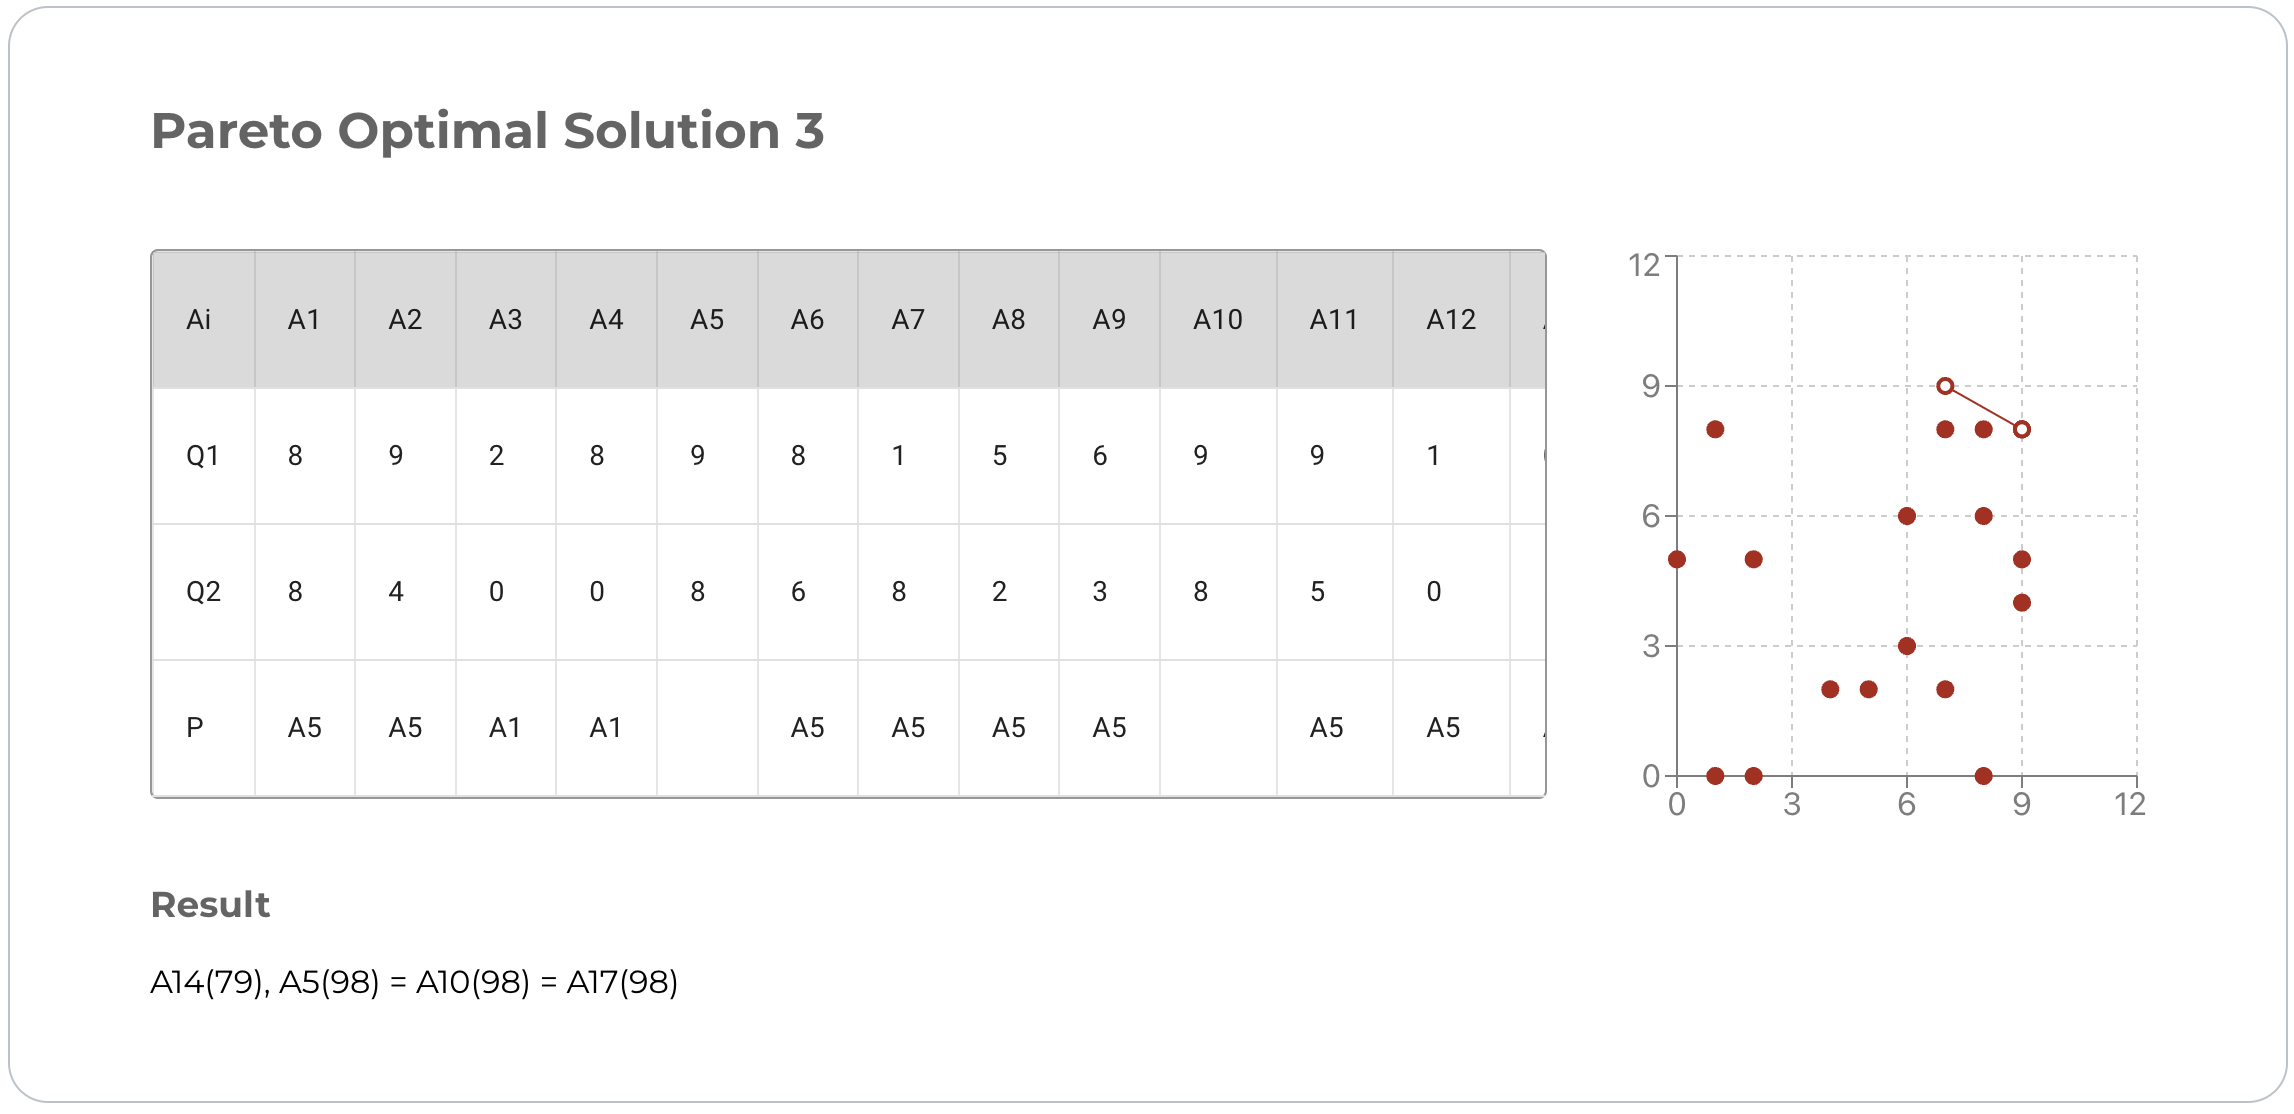 Pareto Optimal Solution 3
Ai A1 A2 A3 A4 A5 A6 A7 A8 A9 A10 A11 A12
Q1 8 9 2 8 9 8 1 5 6 9 9 1
Q2 8 4 0 0 8 6 8 2 3 8 5 0
P A5 A5 A1 A1 A5 A5 A5 A5 A5 A5
12
9
6
3
0
0 3 6 9 12
Result
A14(79), A5(98) = A10(98) = A17(98)